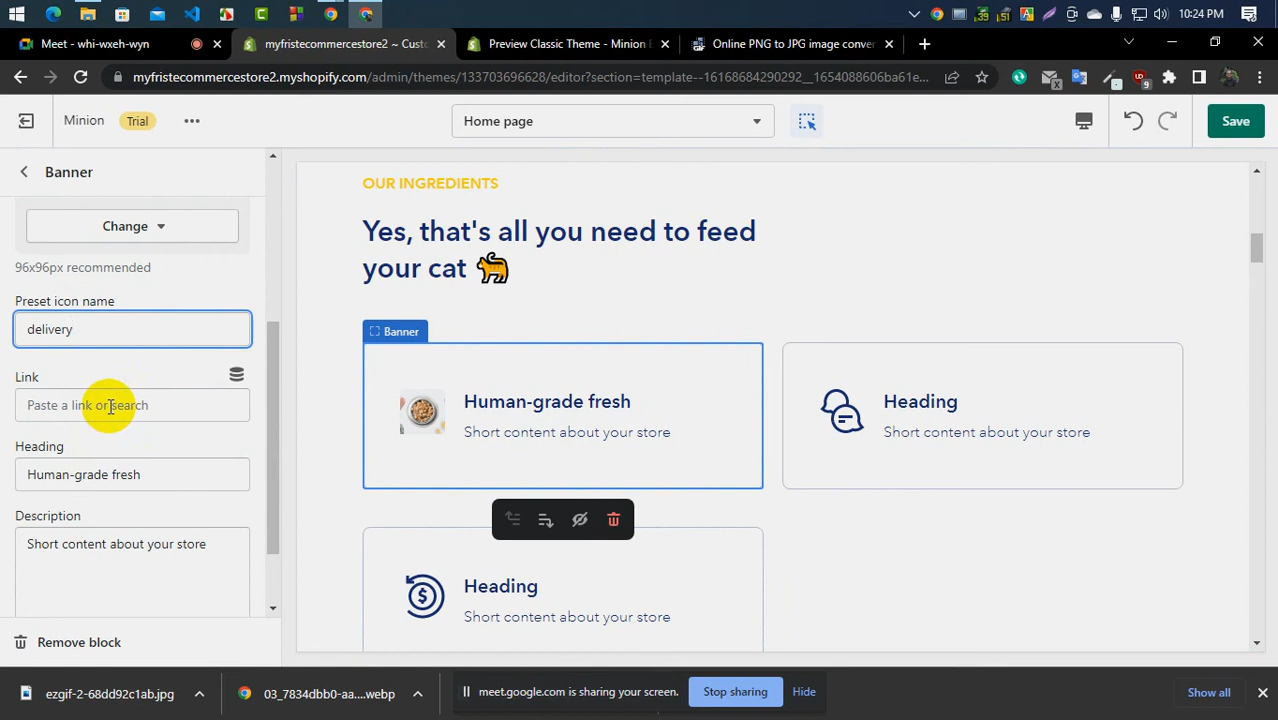 10:24 PM
Meet - whi-wxeh-wyn
myfristecommercestore2 ~ Custo
Preview Classic Theme - Minion E
Online PNG to JPG image conver
myfristecommercestore2.myshopify.com/admin/themes/133703696628/editor?section=template--16168684290292__1654088606ba61e...
Minion
Trial
Home page
Save
Banner
Change
96x96px recommended
Preset icon name
delivery
Link
Paste a link or search
Heading
Human-grade fresh
Description
Short content about your store
Remove block
OUR INGREDIENTS
Yes, that's all you need to feed
your cat
Banner
Human-grade fresh
Short content about your store
Heading
Short content about your store
Heading
Short content about your store
ezgif-2-68dd92c1ab.jpg
03_7834dbb0-aa....webp
meet.google.com is sharing your screen.
Stop sharing
Hide
Show all